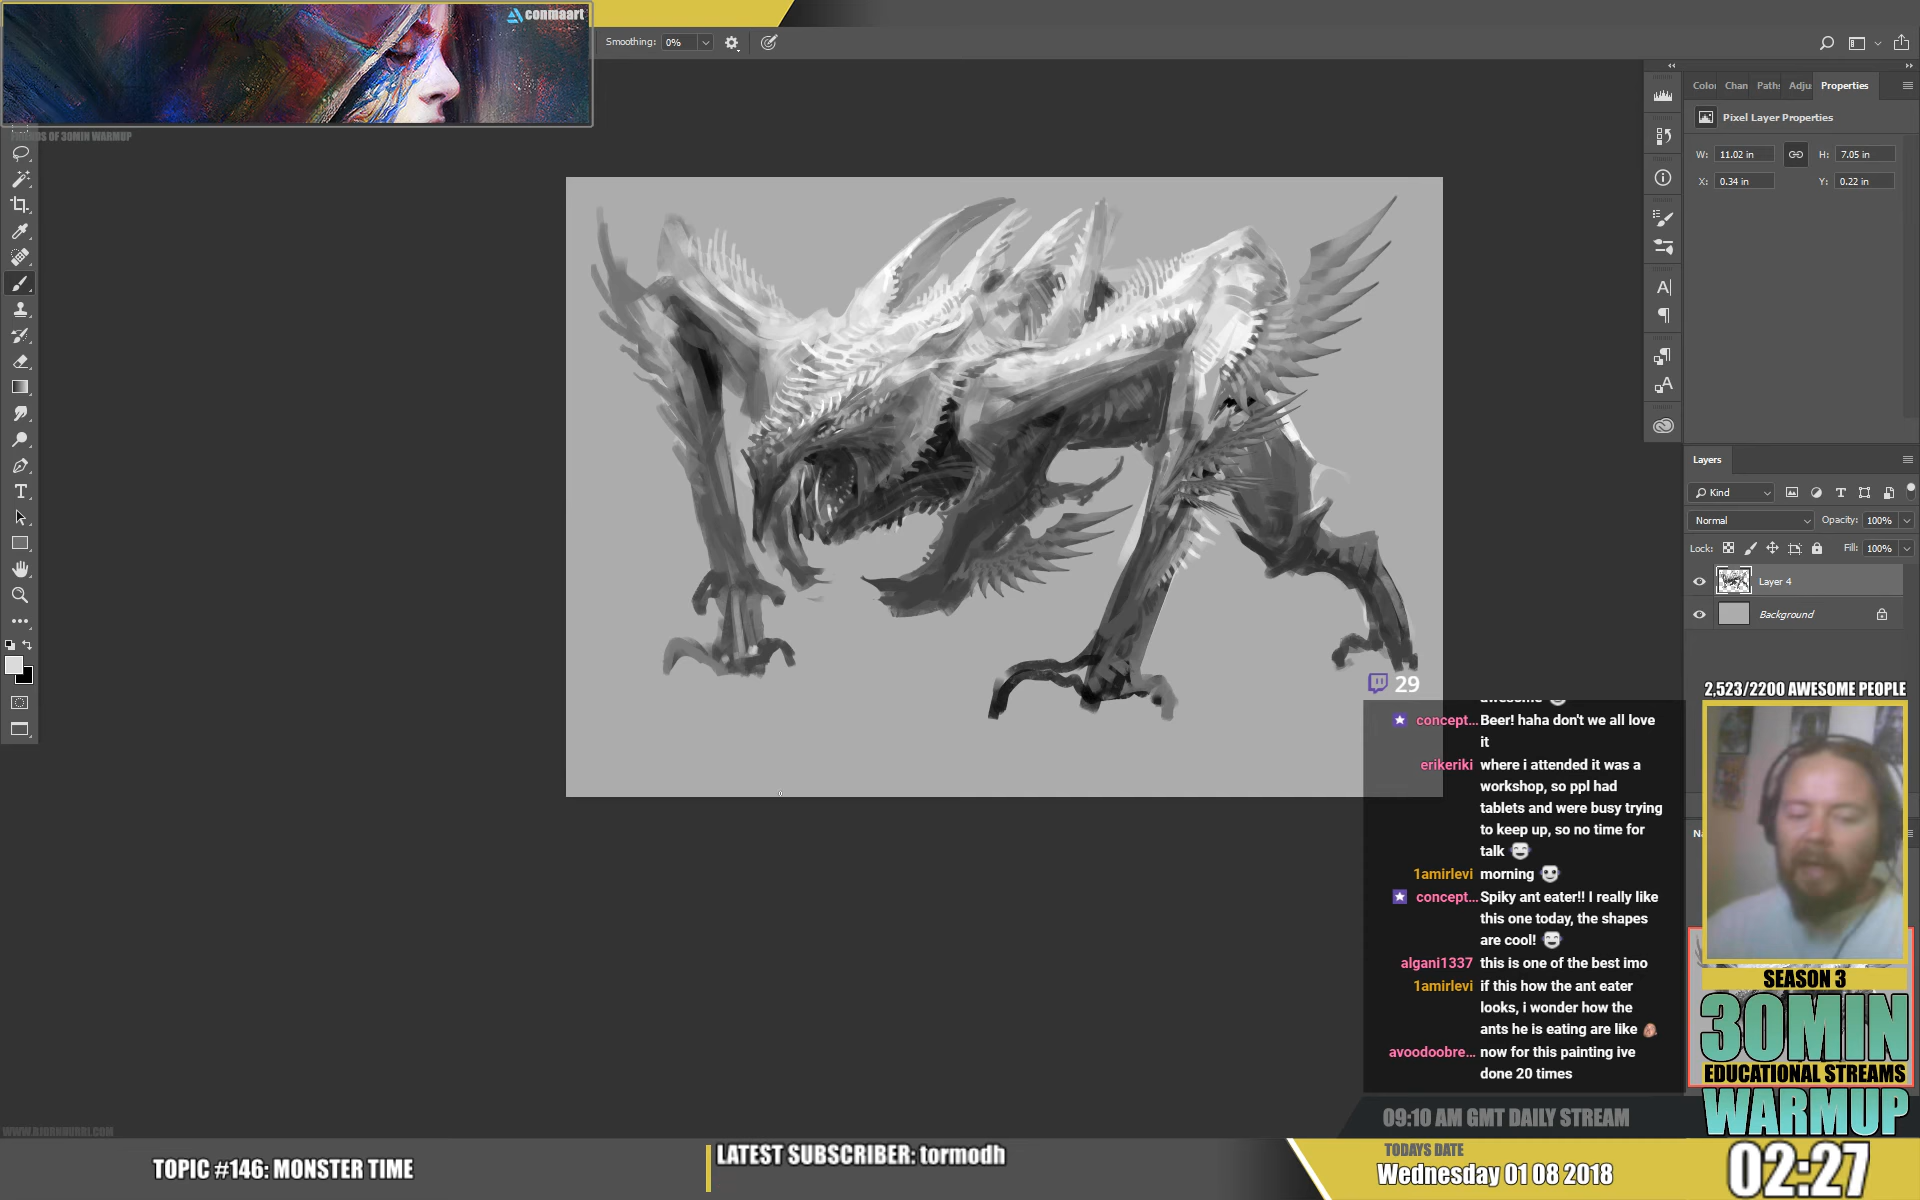 conmaart
Smoothing: 0%
OF 30MIN WARMUP
Chan
Properties
Pixel Layer Properties
W: 11.02 in
H: 7.05 in
X: 0.34 in
Y: 0.22 in
Layers
Kind
Normal
Opacity: 100%
Lock:
Fill: 100%
Layer 4
Background
2,523/2200 AWESOME PEOPLE
29
concept... Beer! haha don't we all love
it
erikeriki where i attended it was a
workshop, so ppl had
tablets and were busy trying
to keep up, so no time for
talk
1amirlevi morning
concept... Spiky ant eater!! I really like
this one today, the shapes
are cool!
algani1337 this is one of the best imo
1amirlevi if this how the ant eater
looks, i wonder how the
ants he is eating are like
avoodoobre... now for this painting ive
done 20 times
SEASON 3
30MIN
EDUCATIONAL STREAMS
WARMUP
09:10 AM GMT DAILY STREAM
WWW.BJORNHURRI.COM
TOPIC #146: MONSTER TIME
LATEST SUBSCRIBER: tormodh
TODAYS DATE
Wednesday 01 08 2018
02:27